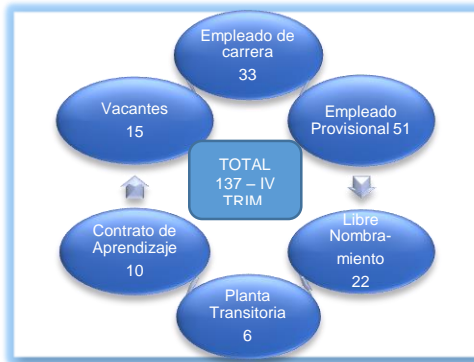 Empleado de
carrera
33
Empleado
Provisional 51
Libre
Nombra-
miento
22
Planta
Transitoria
6
Contrato de
Aprendizaje
10
Vacantes
15
TOTAL
137 – IV
TRIM